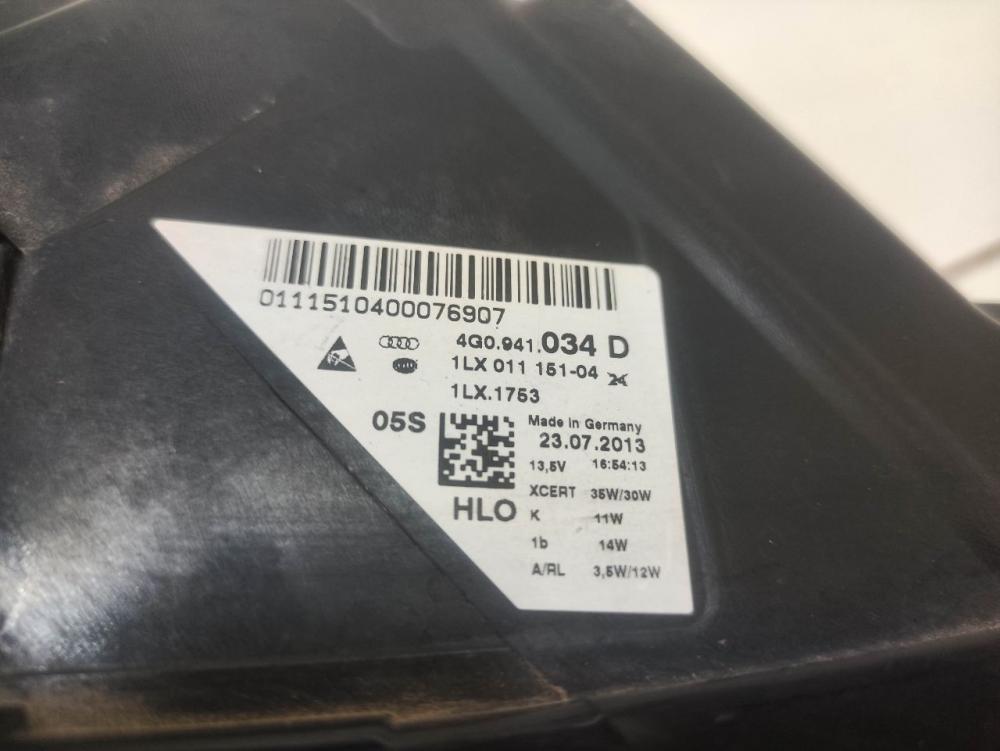 0111510400076907
4G0.941.034 D
1LX 011 151-04 24
1LX.1753
05S
Made in Germany
23.07.2013
13,5V 16:54:13
HLO
XCERT 35W/30W
K 11W
1b 14W
A/RL 3,5W/12W